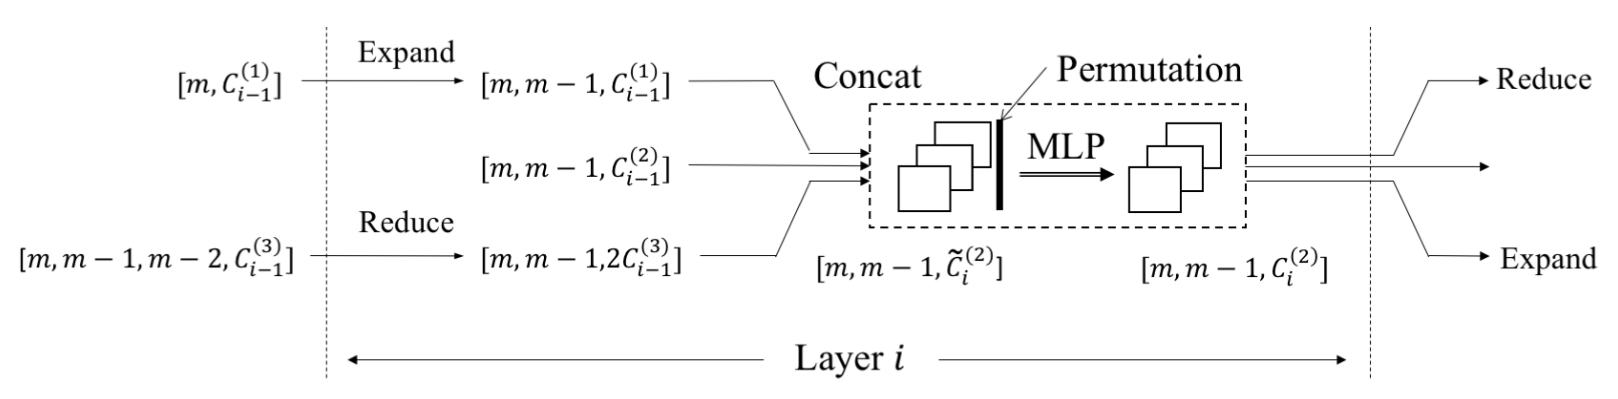 Expand
[m, C_{i-1}^{(1)}]
[m, m − 1, C_{i-1}^{(1)}]
Concat
Permutation
Reduce
[m, m − 1, C_{i-1}^{(2)}]
MLP
Reduce
[m, m − 1, m − 2, C_{i-1}^{(3)}]
[m, m − 1,2C_{i-1}^{(3)}]
[m, m − 1, C̃_i^{(2)}]
[m, m − 1, C_i^{(2)}]
Expand
Layer i